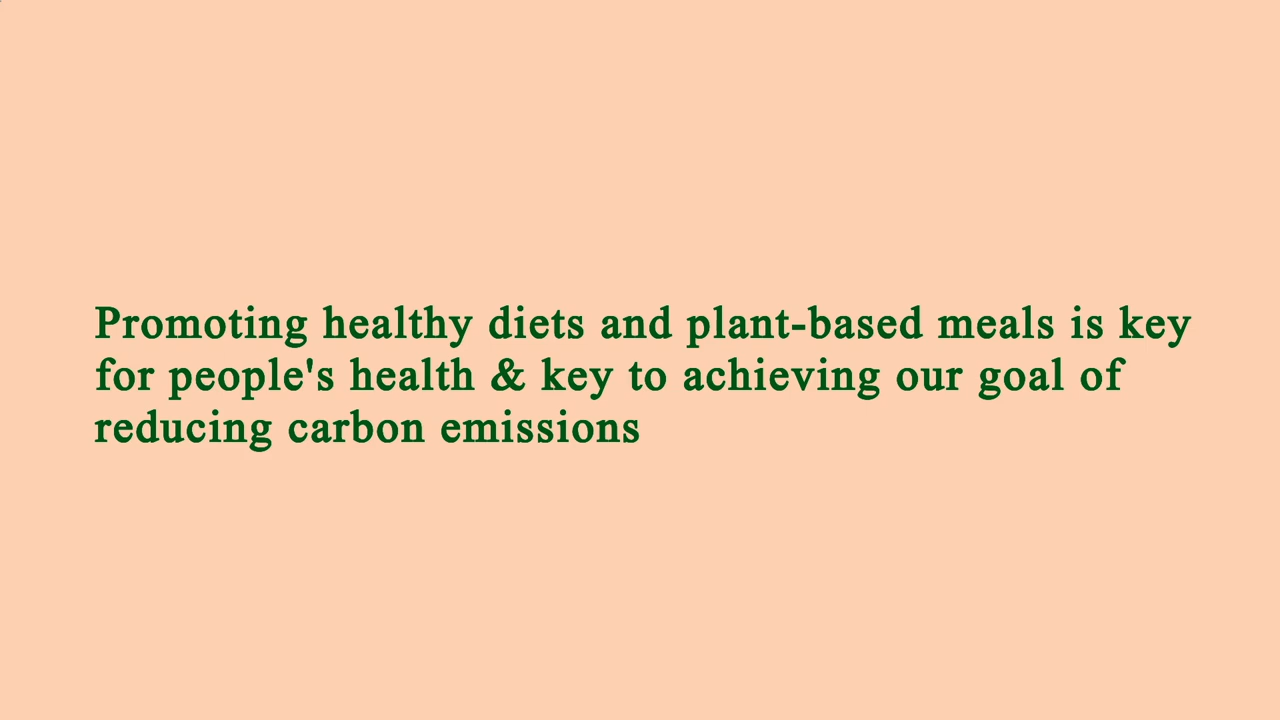 Promoting healthy diets and plant-based meals is key
for people's health & key to achieving our goal of
reducing carbon emissions